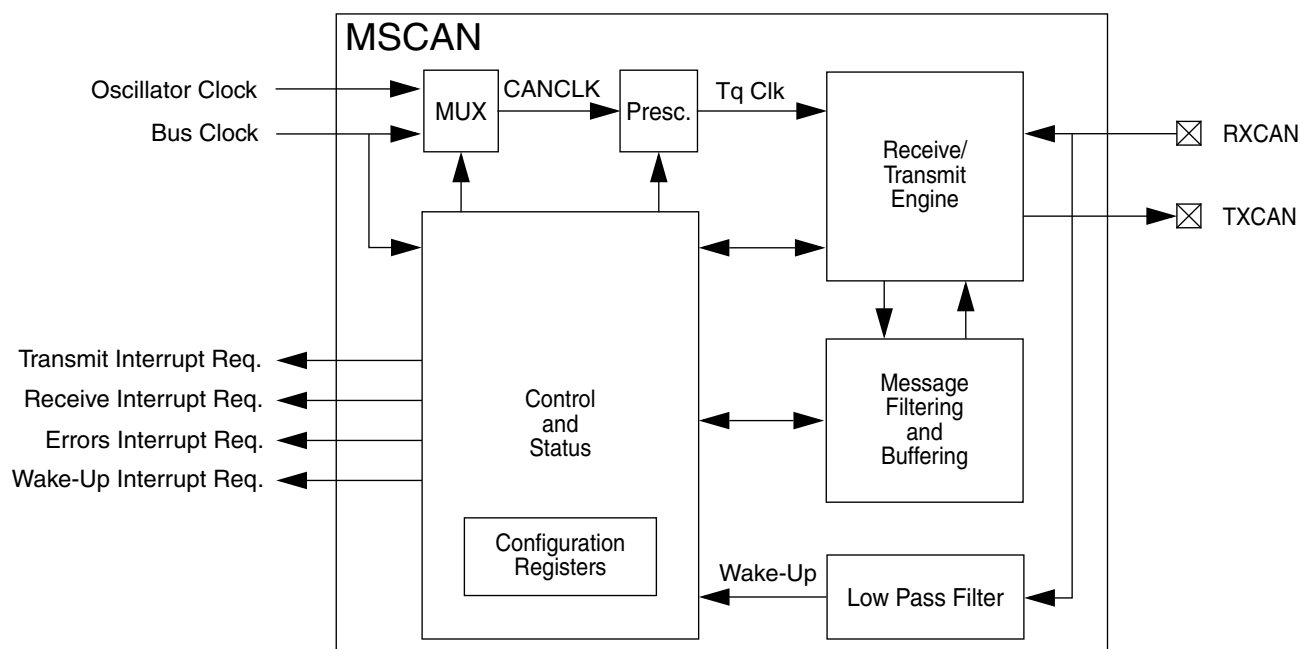 MSCAN
Oscillator Clock
Bus Clock
MUX
CANCLK
Presc.
Tq Clk
Receive/
Transmit
Engine
RXCAN
TXCAN
Transmit Interrupt Req.
Receive Interrupt Req.
Errors Interrupt Req.
Wake-Up Interrupt Req.
Control
and
Status
Message
Filtering
and
Buffering
Configuration
Registers
Wake-Up
Low Pass Filter